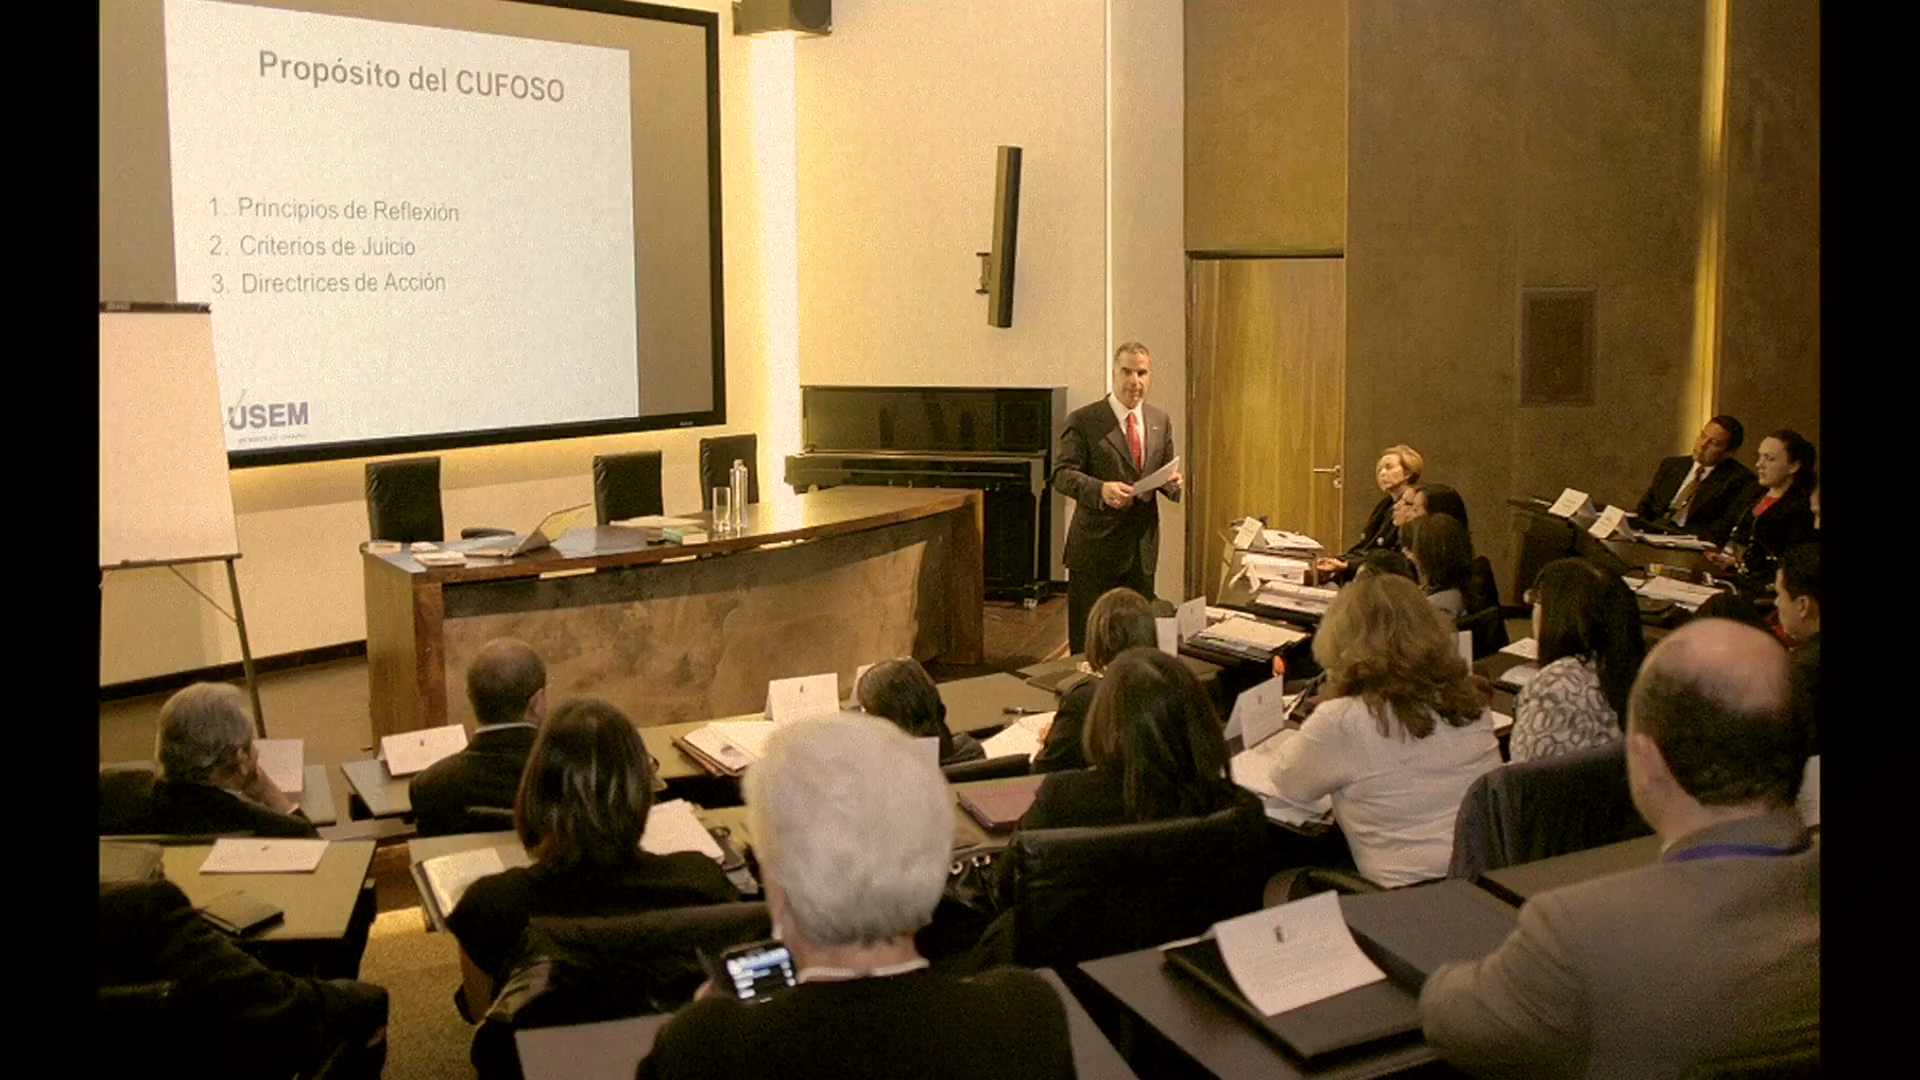 Propósito del CUFOSO
1. Principios de Reflexión
2. Criterios de Juicio
3. Directrices de Acción
USEM